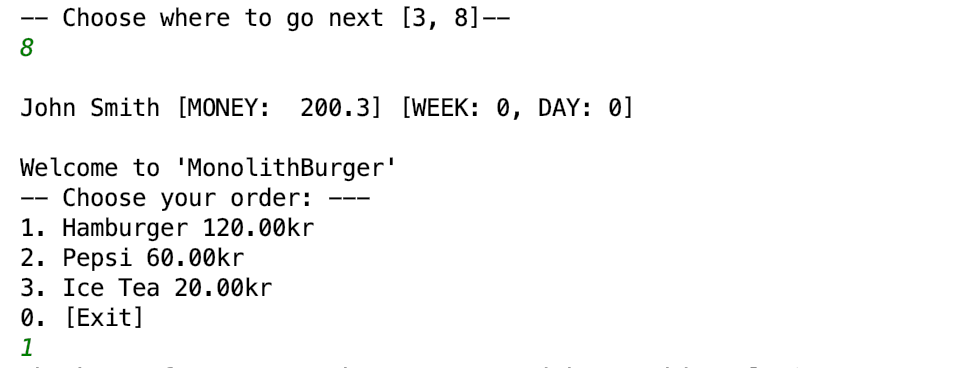 -- Choose where to go next [3, 8]--
8
John Smith [MONEY:  200.3] [WEEK: 0, DAY: 0]
Welcome to 'MonolithBurger'
-- Choose your order: ---
1. Hamburger 120.00kr
2. Pepsi 60.00kr
3. Ice Tea 20.00kr
0. [Exit]
1